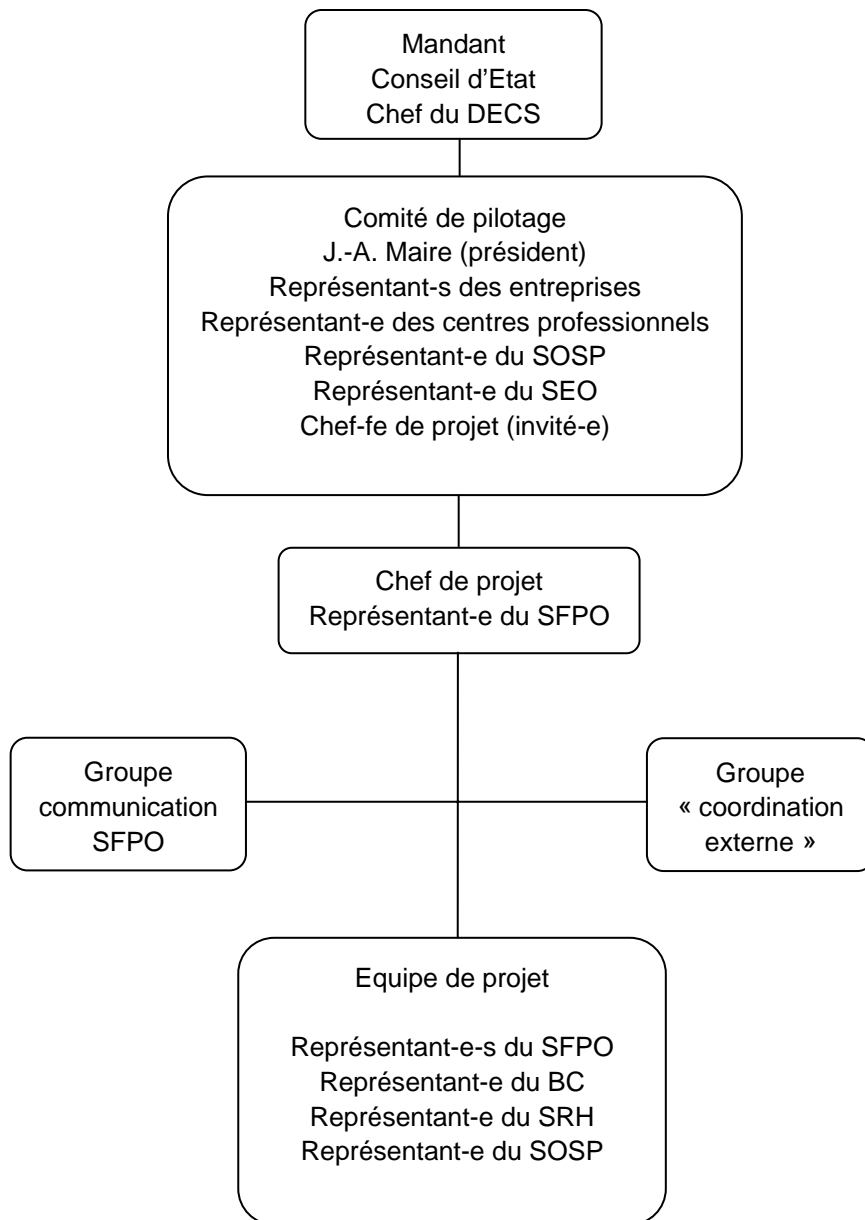 Mandant
Conseil d'Etat
Chef du DECS
Comité de pilotage
J.-A. Maire (président)
Représentant-s des entreprises
Représentant-e des centres professionnels
Représentant-e du SOSP
Représentant-e du SEO
Chef-fe de projet (invité-e)
Chef de projet
Représentant-e du SFPO
Groupe
communication
SFPO
Groupe
« coordination
externe »
Equipe de projet
Représentant-e-s du SFPO
Représentant-e du BC
Représentant-e du SRH
Représentant-e du SOSP